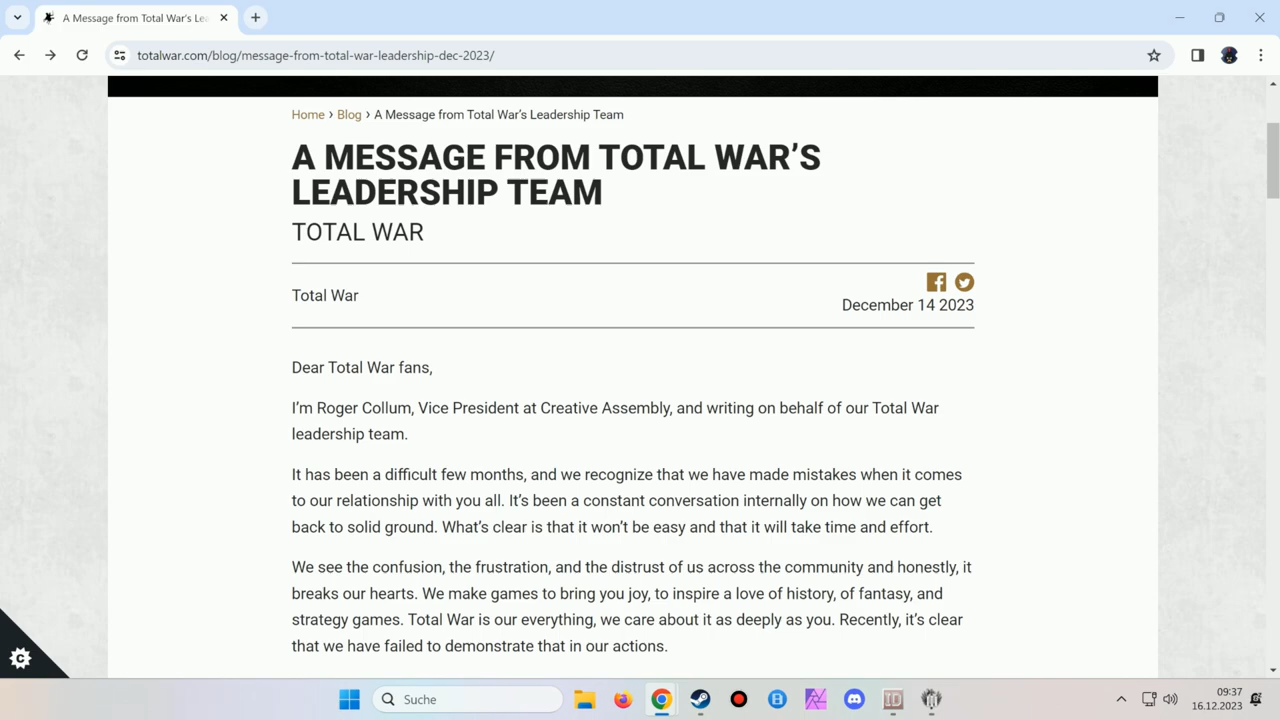 A Message from Total War's Le
totalwar.com/blog/message-from-total-war-leadership-dec-2023/
Home › Blog › A Message from Total War’s Leadership Team
A MESSAGE FROM TOTAL WAR’S
LEADERSHIP TEAM
TOTAL WAR
Total War
December 14 2023
Dear Total War fans,
I’m Roger Collum, Vice President at Creative Assembly, and writing on behalf of our Total War
leadership team.
It has been a difficult few months, and we recognize that we have made mistakes when it comes
to our relationship with you all. It’s been a constant conversation internally on how we can get
back to solid ground. What’s clear is that it won’t be easy and that it will take time and effort.
We see the confusion, the frustration, and the distrust of us across the community and honestly, it
breaks our hearts. We make games to bring you joy, to inspire a love of history, of fantasy, and
strategy games. Total War is our everything, we care about it as deeply as you. Recently, it’s clear
that we have failed to demonstrate that in our actions.
C
Suche
09:37
16.12.2023